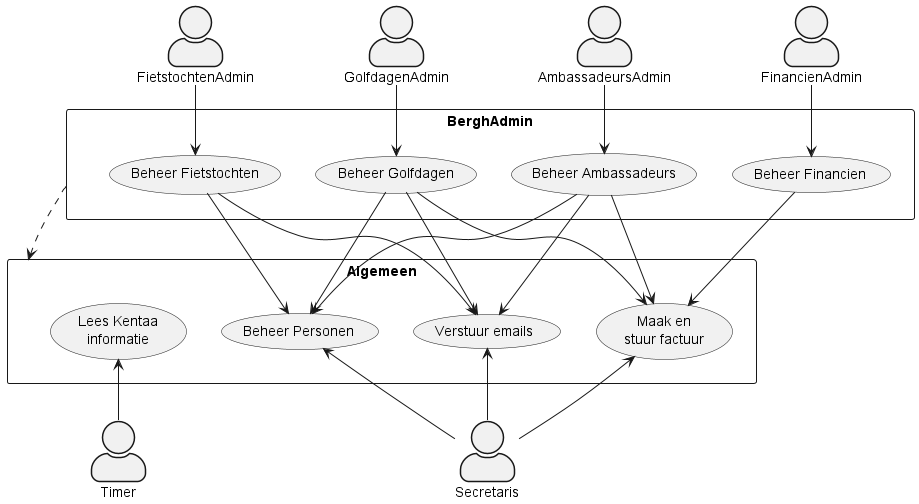 FietstochtenAdmin
GolfdagenAdmin
AmbassadeursAdmin
FinancienAdmin
BerghAdmin
Beheer Fietstochten
Beheer Golfdagen
Beheer Ambassadeurs
Beheer Financien
Algemeen
Lees Kentaa
informatie
Beheer Personen
Verstuur emails
Maak en
stuur factuur
Timer
Secretaris